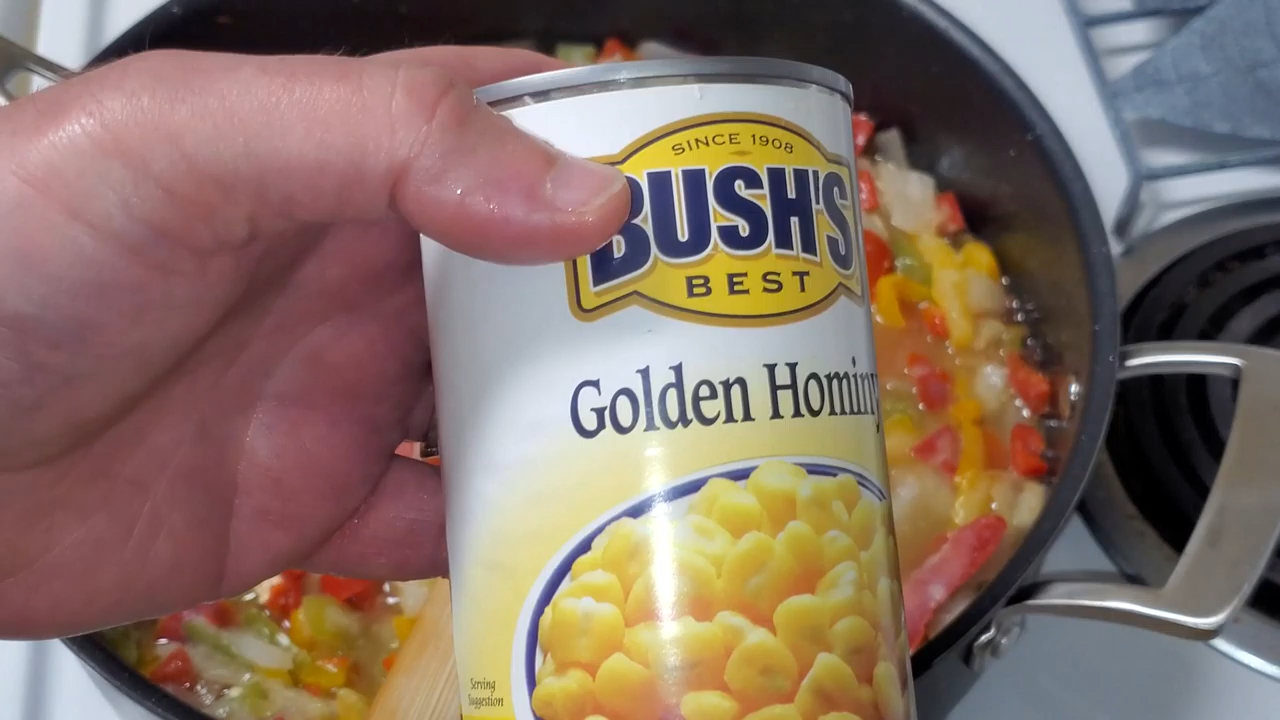 SINCE 1908
BUSH'S
BEST
Golden Hominy
Serving
Suggestion